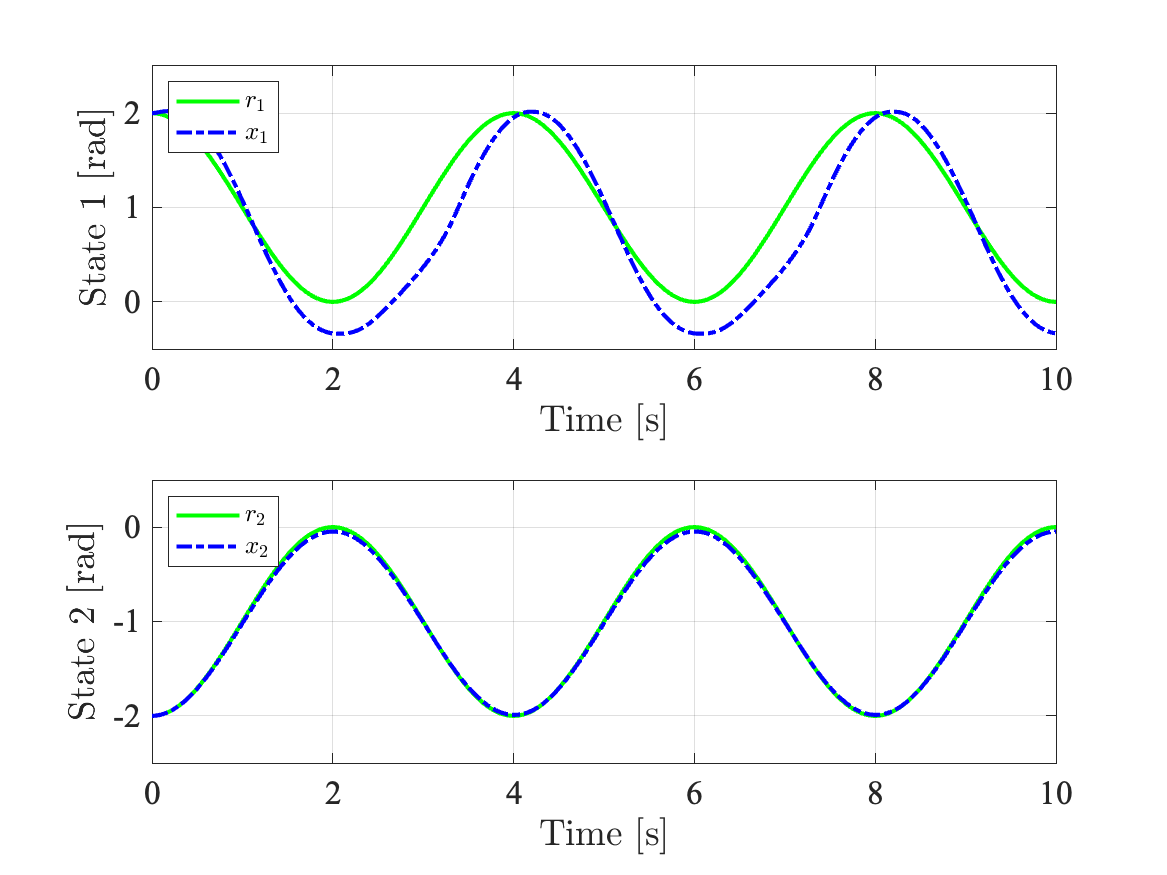 State 1 [rad]
2
1
0
r₁
x₁
0 2 4 6 8 10
Time [s]
State 2 [rad]
0
-1
-2
r₂
x₂
0 2 4 6 8 10
Time [s]